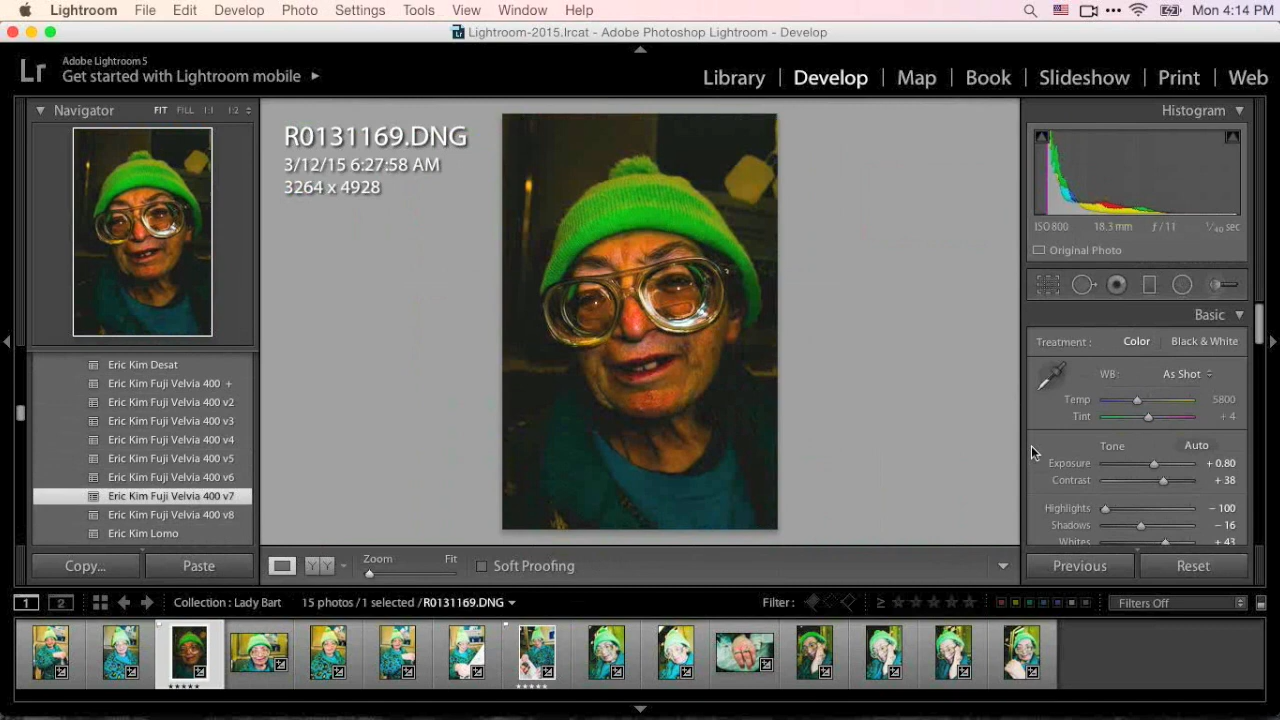 Lightroom File Edit Develop Photo Settings Tools View Window Help Mon 4:14 PM
Lightroom-2015.lrcat - Adobe Photoshop Lightroom - Develop
Lr
Adobe Lightroom 5
Get started with Lightroom mobile
Library | Develop | Map | Book | Slideshow | Print | Web
Navigator FIT FILL 1:1 1:2
R0131169.DNG
3/12/15 6:27:58 AM
3264 x 4928
Histogram
ISO 800 18.3 mm ƒ / 11 1/40 sec
Original Photo
Basic
Treatment : Color | Black & White
WB: As Shot
Temp 5800
Tint + 4
Tone Auto
Exposure + 0.80
Contrast + 38
Highlights − 100
Shadows − 16
Whites + 43
Eric Kim Desat
Eric Kim Fuji Velvia 400 +
Eric Kim Fuji Velvia 400 v2
Eric Kim Fuji Velvia 400 v3
Eric Kim Fuji Velvia 400 v4
Eric Kim Fuji Velvia 400 v5
Eric Kim Fuji Velvia 400 v6
Eric Kim Fuji Velvia 400 v7
Eric Kim Fuji Velvia 400 v8
Eric Kim Lomo
Copy... Paste
YY Zoom Fit Soft Proofing
Previous Reset
1 2 Collection : Lady Bart 15 photos / 1 selected / R0131169.DNG Filter : ≥ Filters Off